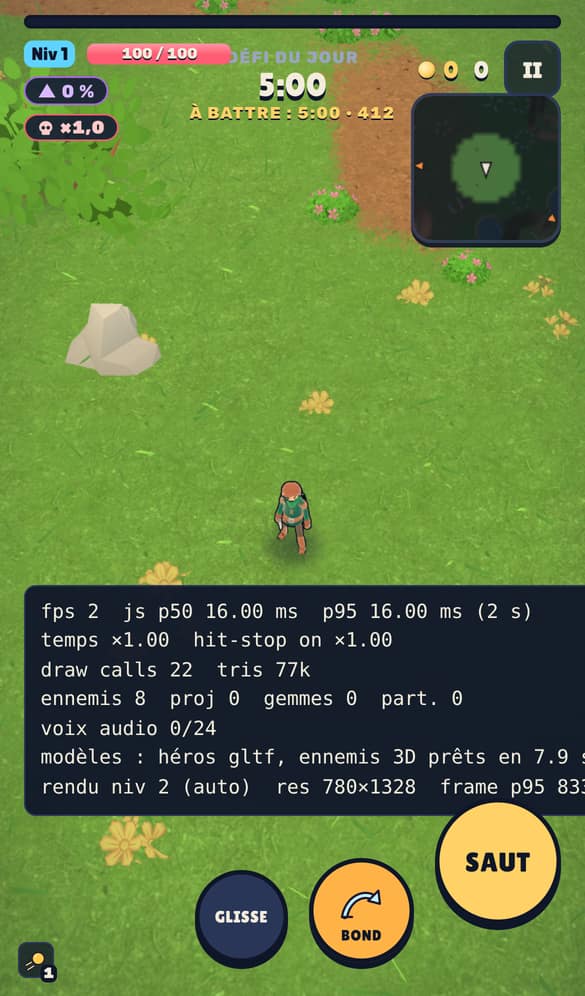 Niv 1
100 / 100
DÉFI DU JOUR
5:00
0 0
II
0 %
À BATTRE : 5:00 • 412
×1,0
fps 2 js p50 16.00 ms p95 16.00 ms (2 s)
temps ×1.00 hit-stop on ×1.00
draw calls 22 tris 77k
ennemis 8 proj 0 gemmes 0 part. 0
voix audio 0/24
modèles : héros gltf, ennemis 3D prêts en 7.9 s
rendu niv 2 (auto) res 780×1328 frame p95 833
SAUT
GLISSE
BOND
1